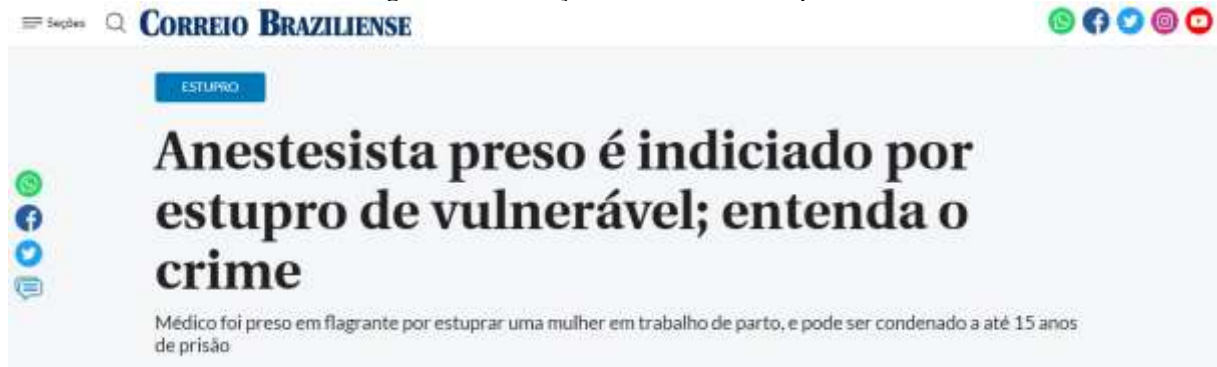 Seções CORREIO BRAZILIENSE
ESTUPRO
Anestesista preso é indiciado por
estupro de vulnerável; entenda o
crime
Médico foi preso em flagrante por estuprar uma mulher em trabalho de parto, e pode ser condenado a até 15 anos
de prisão